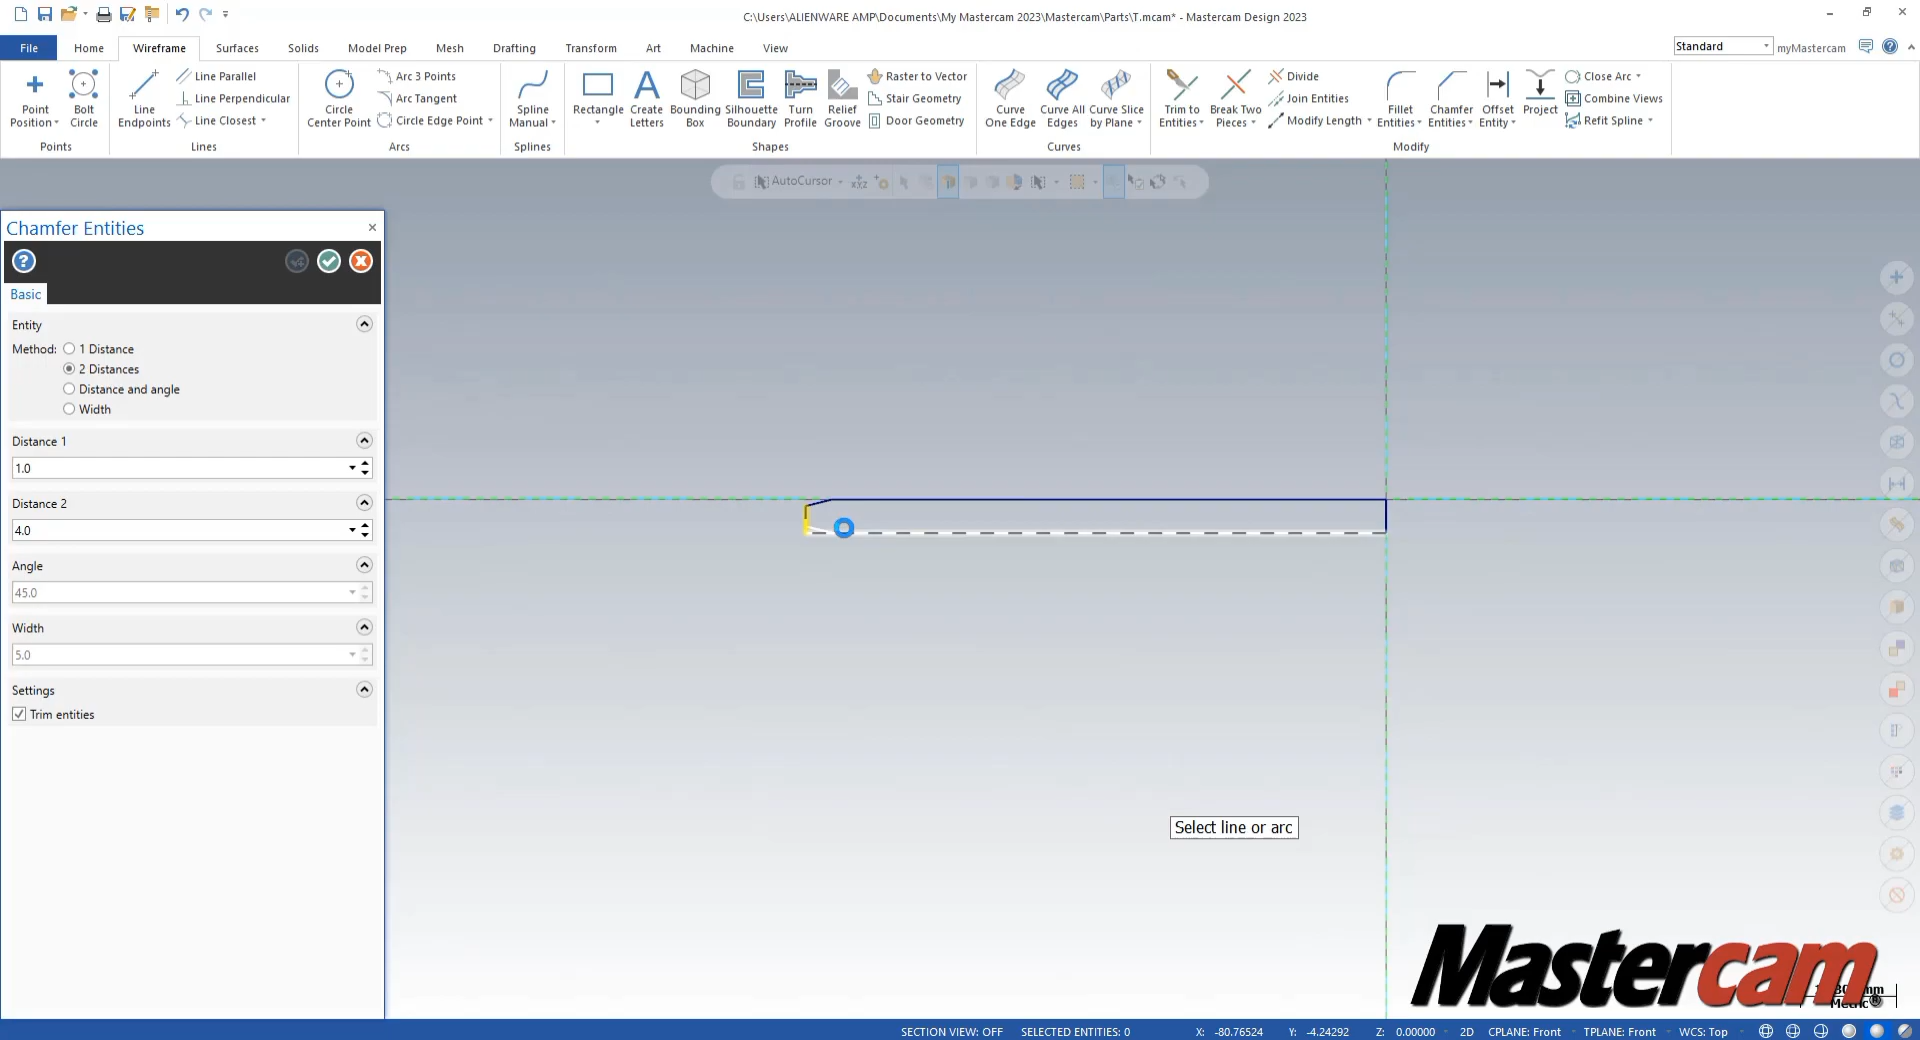 C:\Users\ALIENWARE AMP\Documents\My Mastercam 2023\Mastercam\Parts\T.mcam* - Mastercam Design 2023
File Home Wireframe Surfaces Solids Model Prep Mesh Drafting Transform Art Machine View
Standard myMastercam
Point Position
Bolt Circle
Points
Line Endpoints
Line Parallel
Line Perpendicular
Line Closest
Lines
Circle Center Point
Arc 3 Points
Arc Tangent
Circle Edge Point
Arcs
Spline Manual
Splines
Rectangle
Create Letters
Bounding Box
Silhouette Boundary
Turn Profile
Relief Groove
Raster to Vector
Stair Geometry
Door Geometry
Shapes
Curve One Edge
Curve All Edges
Curve Slice by Plane
Curves
Trim to Entities
Break Two Pieces
Divide
Join Entities
Modify Length
Fillet Entities
Chamfer Entities
Offset Entity
Project
Close Arc
Combine Views
Refit Spline
Modify
AutoCursor
Chamfer Entities
Basic
Entity
Method: 1 Distance
2 Distances
Distance and angle
Width
Distance 1
1.0
Distance 2
4.0
Angle
45.0
Width
5.0
Settings
Trim entities
Select line or arc
Mastercam
mm
SECTION VIEW: OFF SELECTED ENTITIES: 0 X: -80.76524 Y: -4.24292 Z: 0.00000 2D CPLANE: Front TPLANE: Front WCS: Top